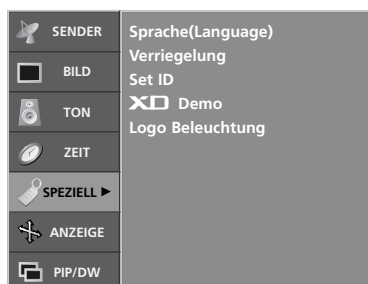 SENDER
BILD
TON
ZEIT
SPEZIELL ►
ANZEIGE
PIP/DW
Sprache(Language)
Verriegelung
Set ID
XD Demo
Logo Beleuchtung